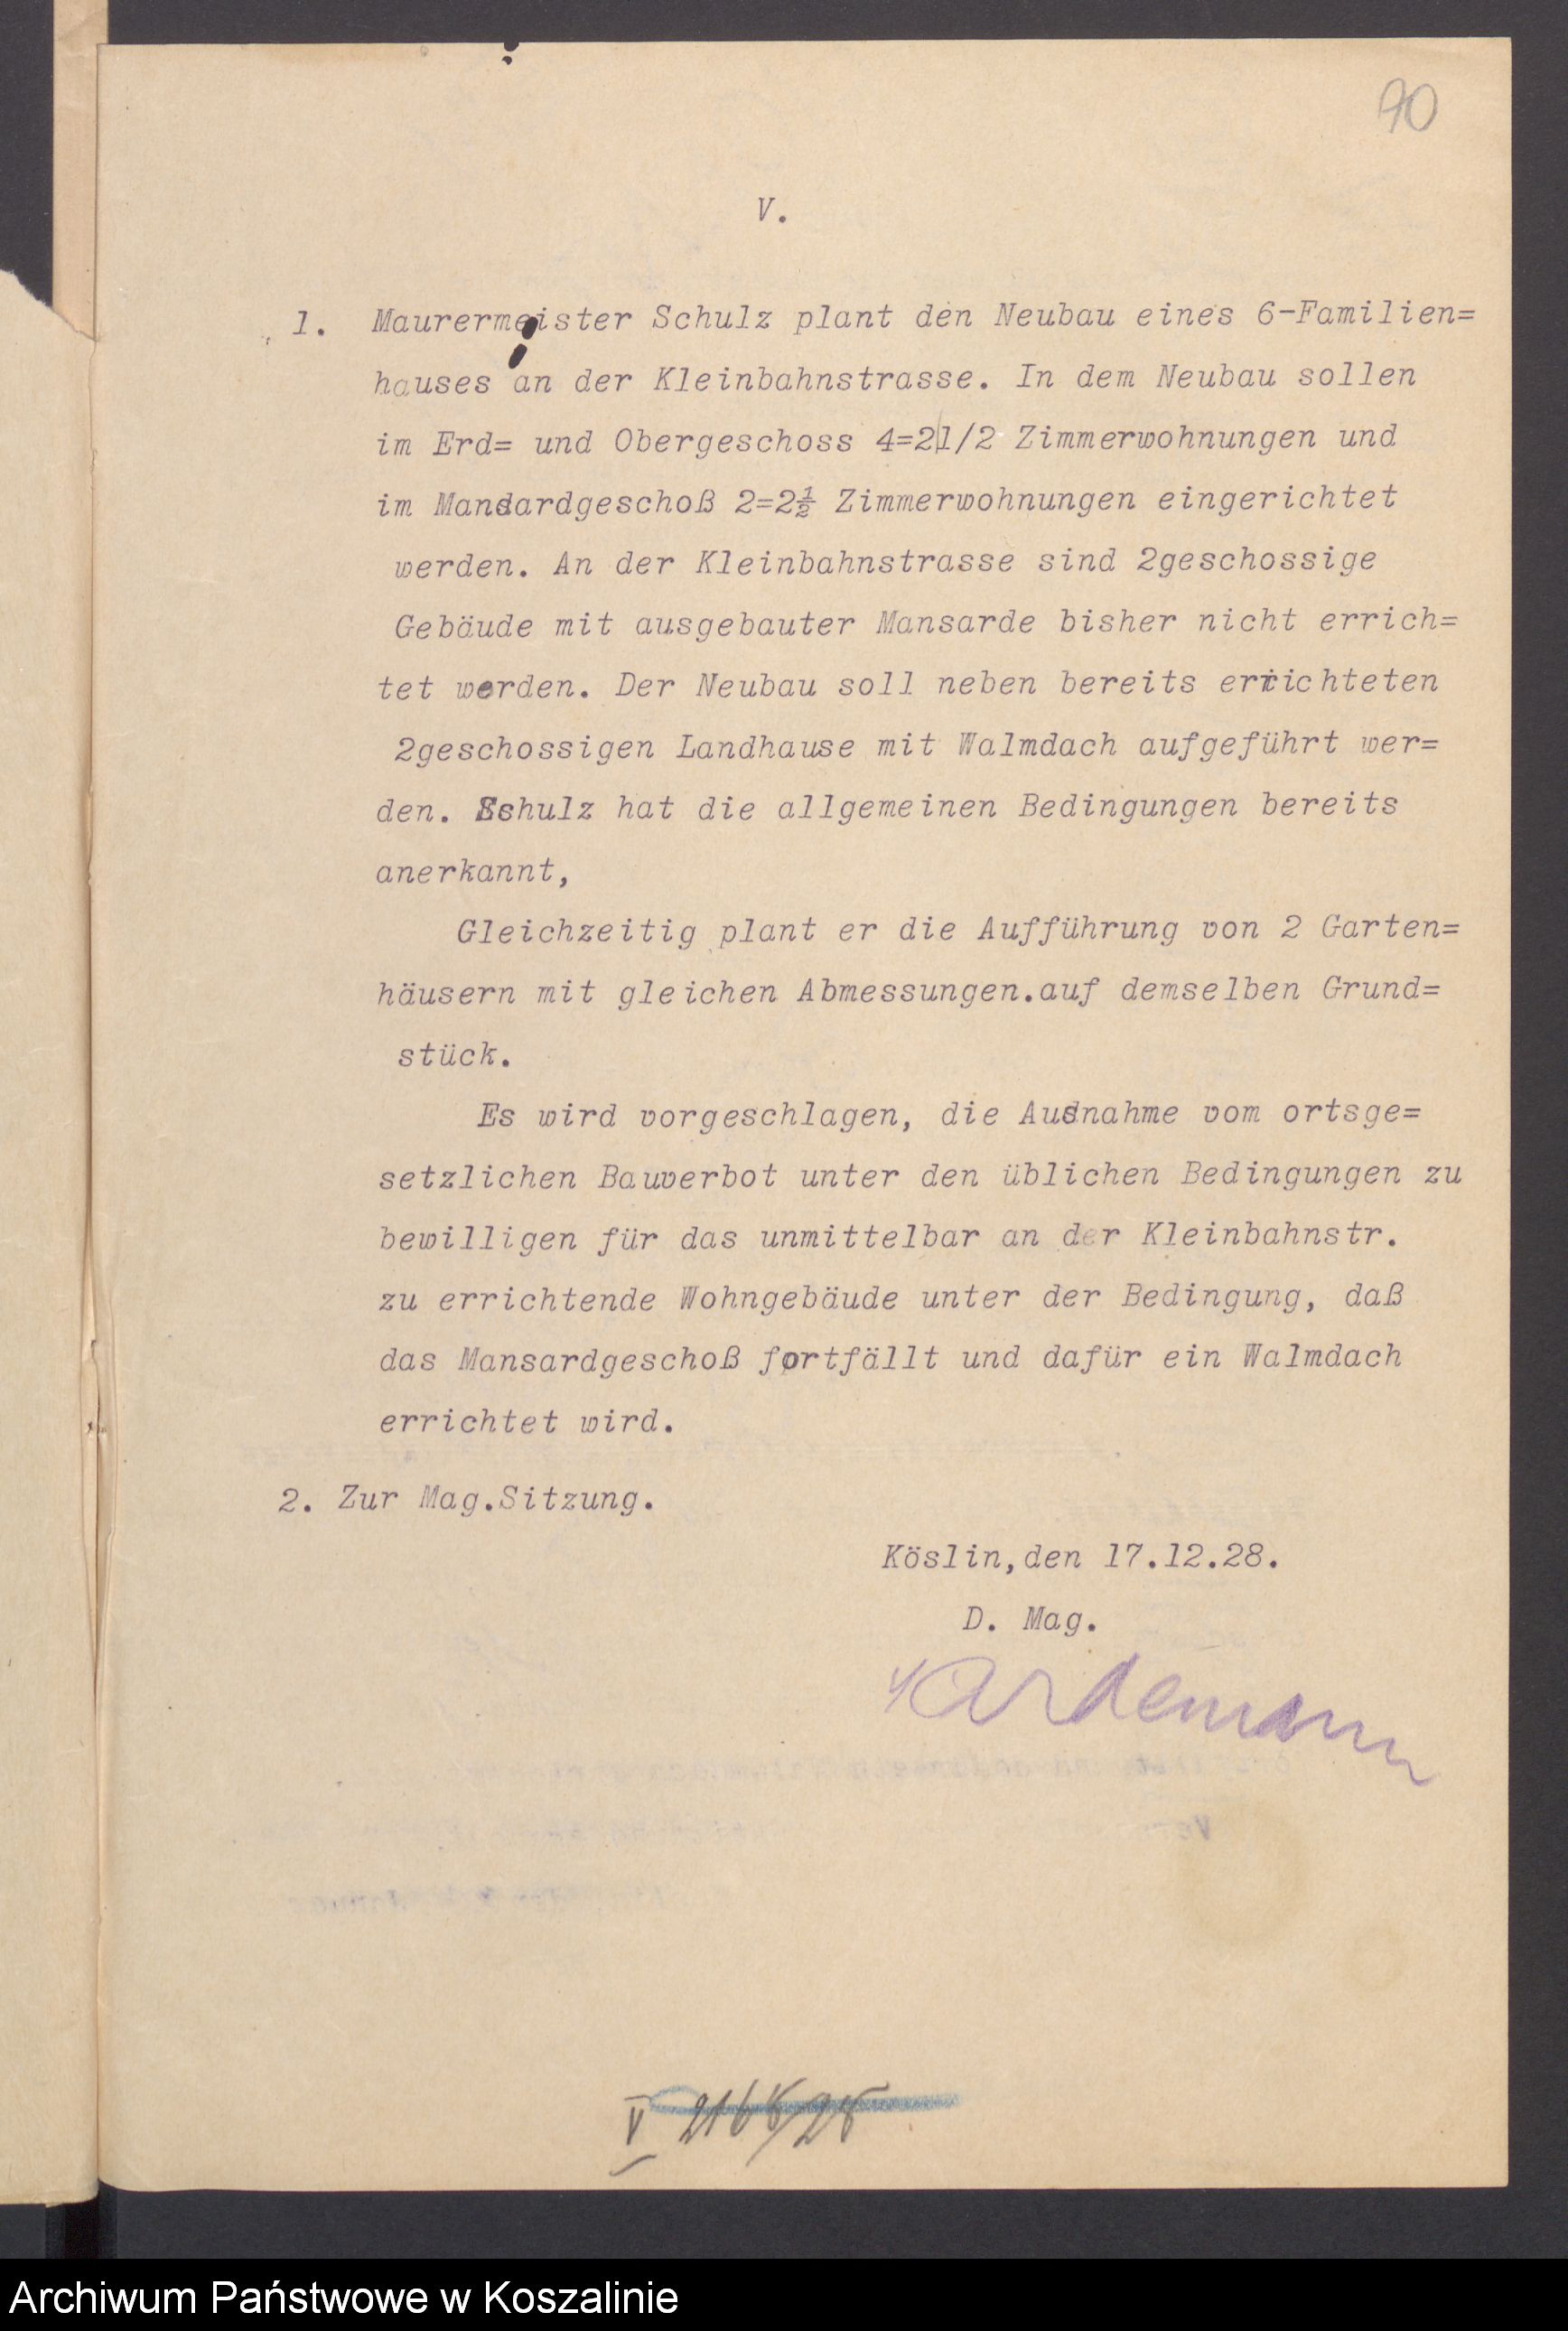 90
V.
1. Maurermeister Schulz plant den Neubau eines 6-Familien=
hauses an der Kleinbahnstrasse. In dem Neubau sollen
im Erd= und Obergeschoss 4=2 1/2 Zimmerwohnungen und
im Mansardgeschoß 2=2½ Zimmerwohnungen eingerichtet
werden. An der Kleinbahnstrasse sind 2geschossige
Gebäude mit ausgebauter Mansarde bisher nicht errich=
tet werden. Der Neubau soll neben bereits errichteten
2geschossigen Landhause mit Walmdach aufgeführt wer=
den. Schulz hat die allgemeinen Bedingungen bereits
anerkannt,
Gleichzeitig plant er die Aufführung von 2 Garten=
häusern mit gleichen Abmessungen.auf demselben Grund=
stück.
Es wird vorgeschlagen, die Ausnahme vom ortsge=
setzlichen Bauverbot unter den üblichen Bedingungen zu
bewilligen für das unmittelbar an der Kleinbahnstr.
zu errichtende Wohngebäude unter der Bedingung, daß
das Mansardgeschoß fortfällt und dafür ein Walmdach
errichtet wird.
2. Zur Mag.Sitzung.
Köslin,den 17.12.28.
D. Mag.
V
Archiwum Państwowe w Koszalinie